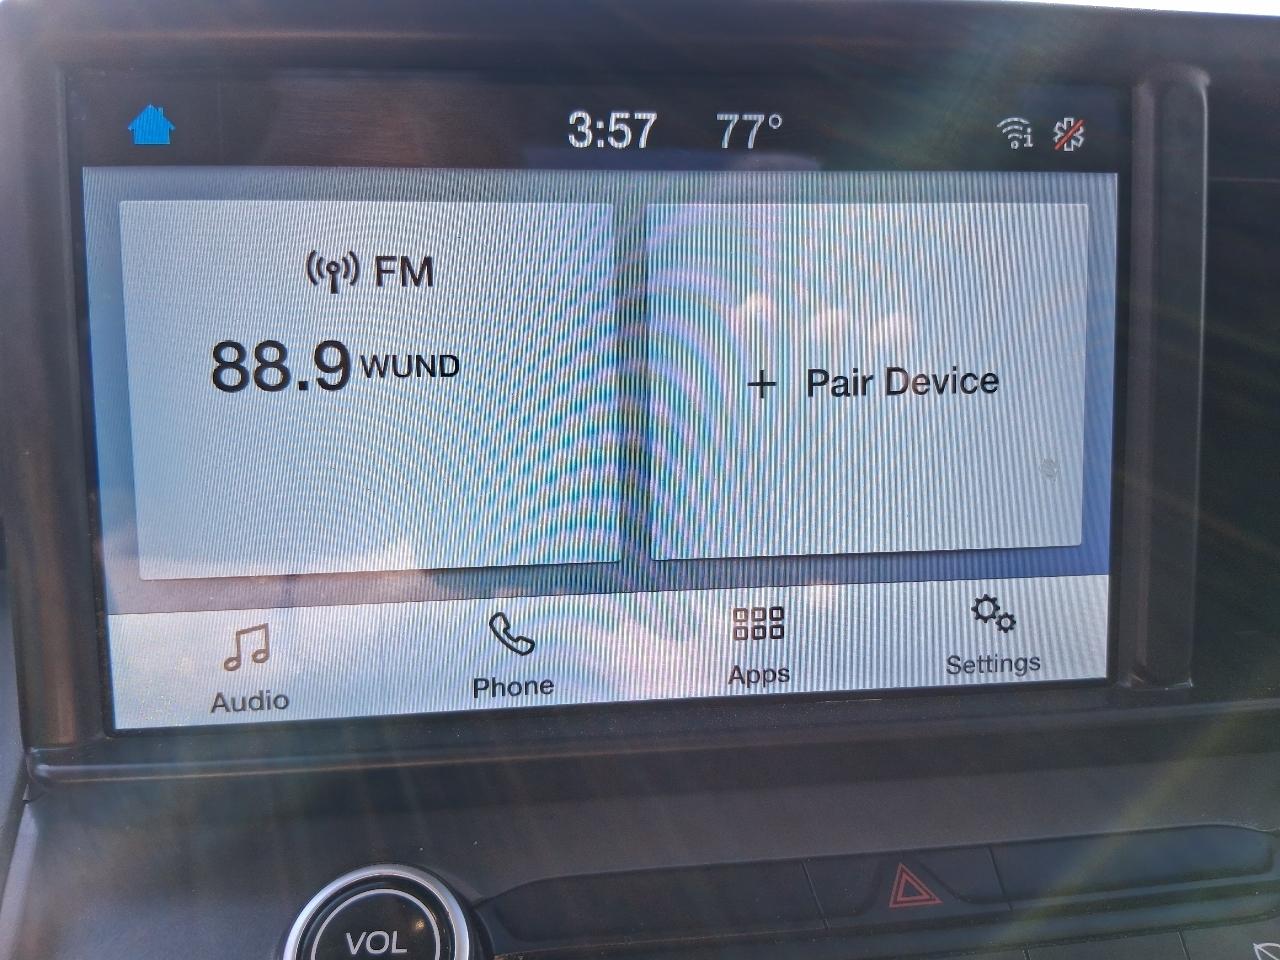 3:57 77°
FM
88.9 WUND
+ Pair Device
Audio
Phone
Apps
Settings
VOL